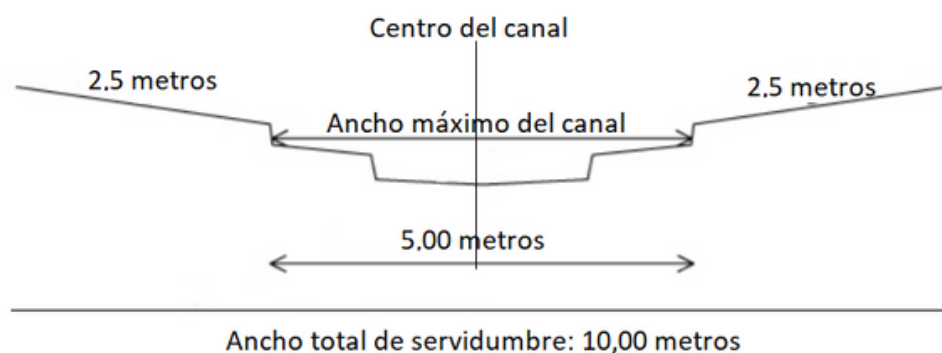 Centro del canal
2,5 metros
2,5 metros
Ancho máximo del canal
5,00 metros
Ancho total de servidumbre: 10,00 metros